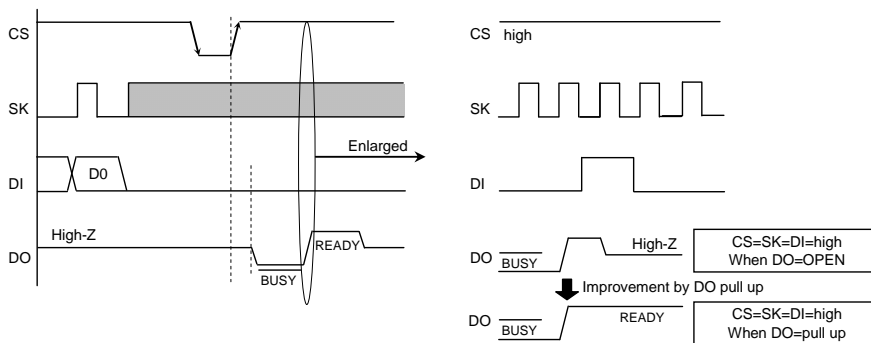 CS
SK
DI
D0
High-Z
DO
BUSY
READY
Enlarged
CS
high
SK
DI
DO
BUSY
High-Z
CS=SK=DI=high
When DO=OPEN
Improvement by DO pull up
DO
BUSY
READY
CS=SK=DI=high
When DO=pull up